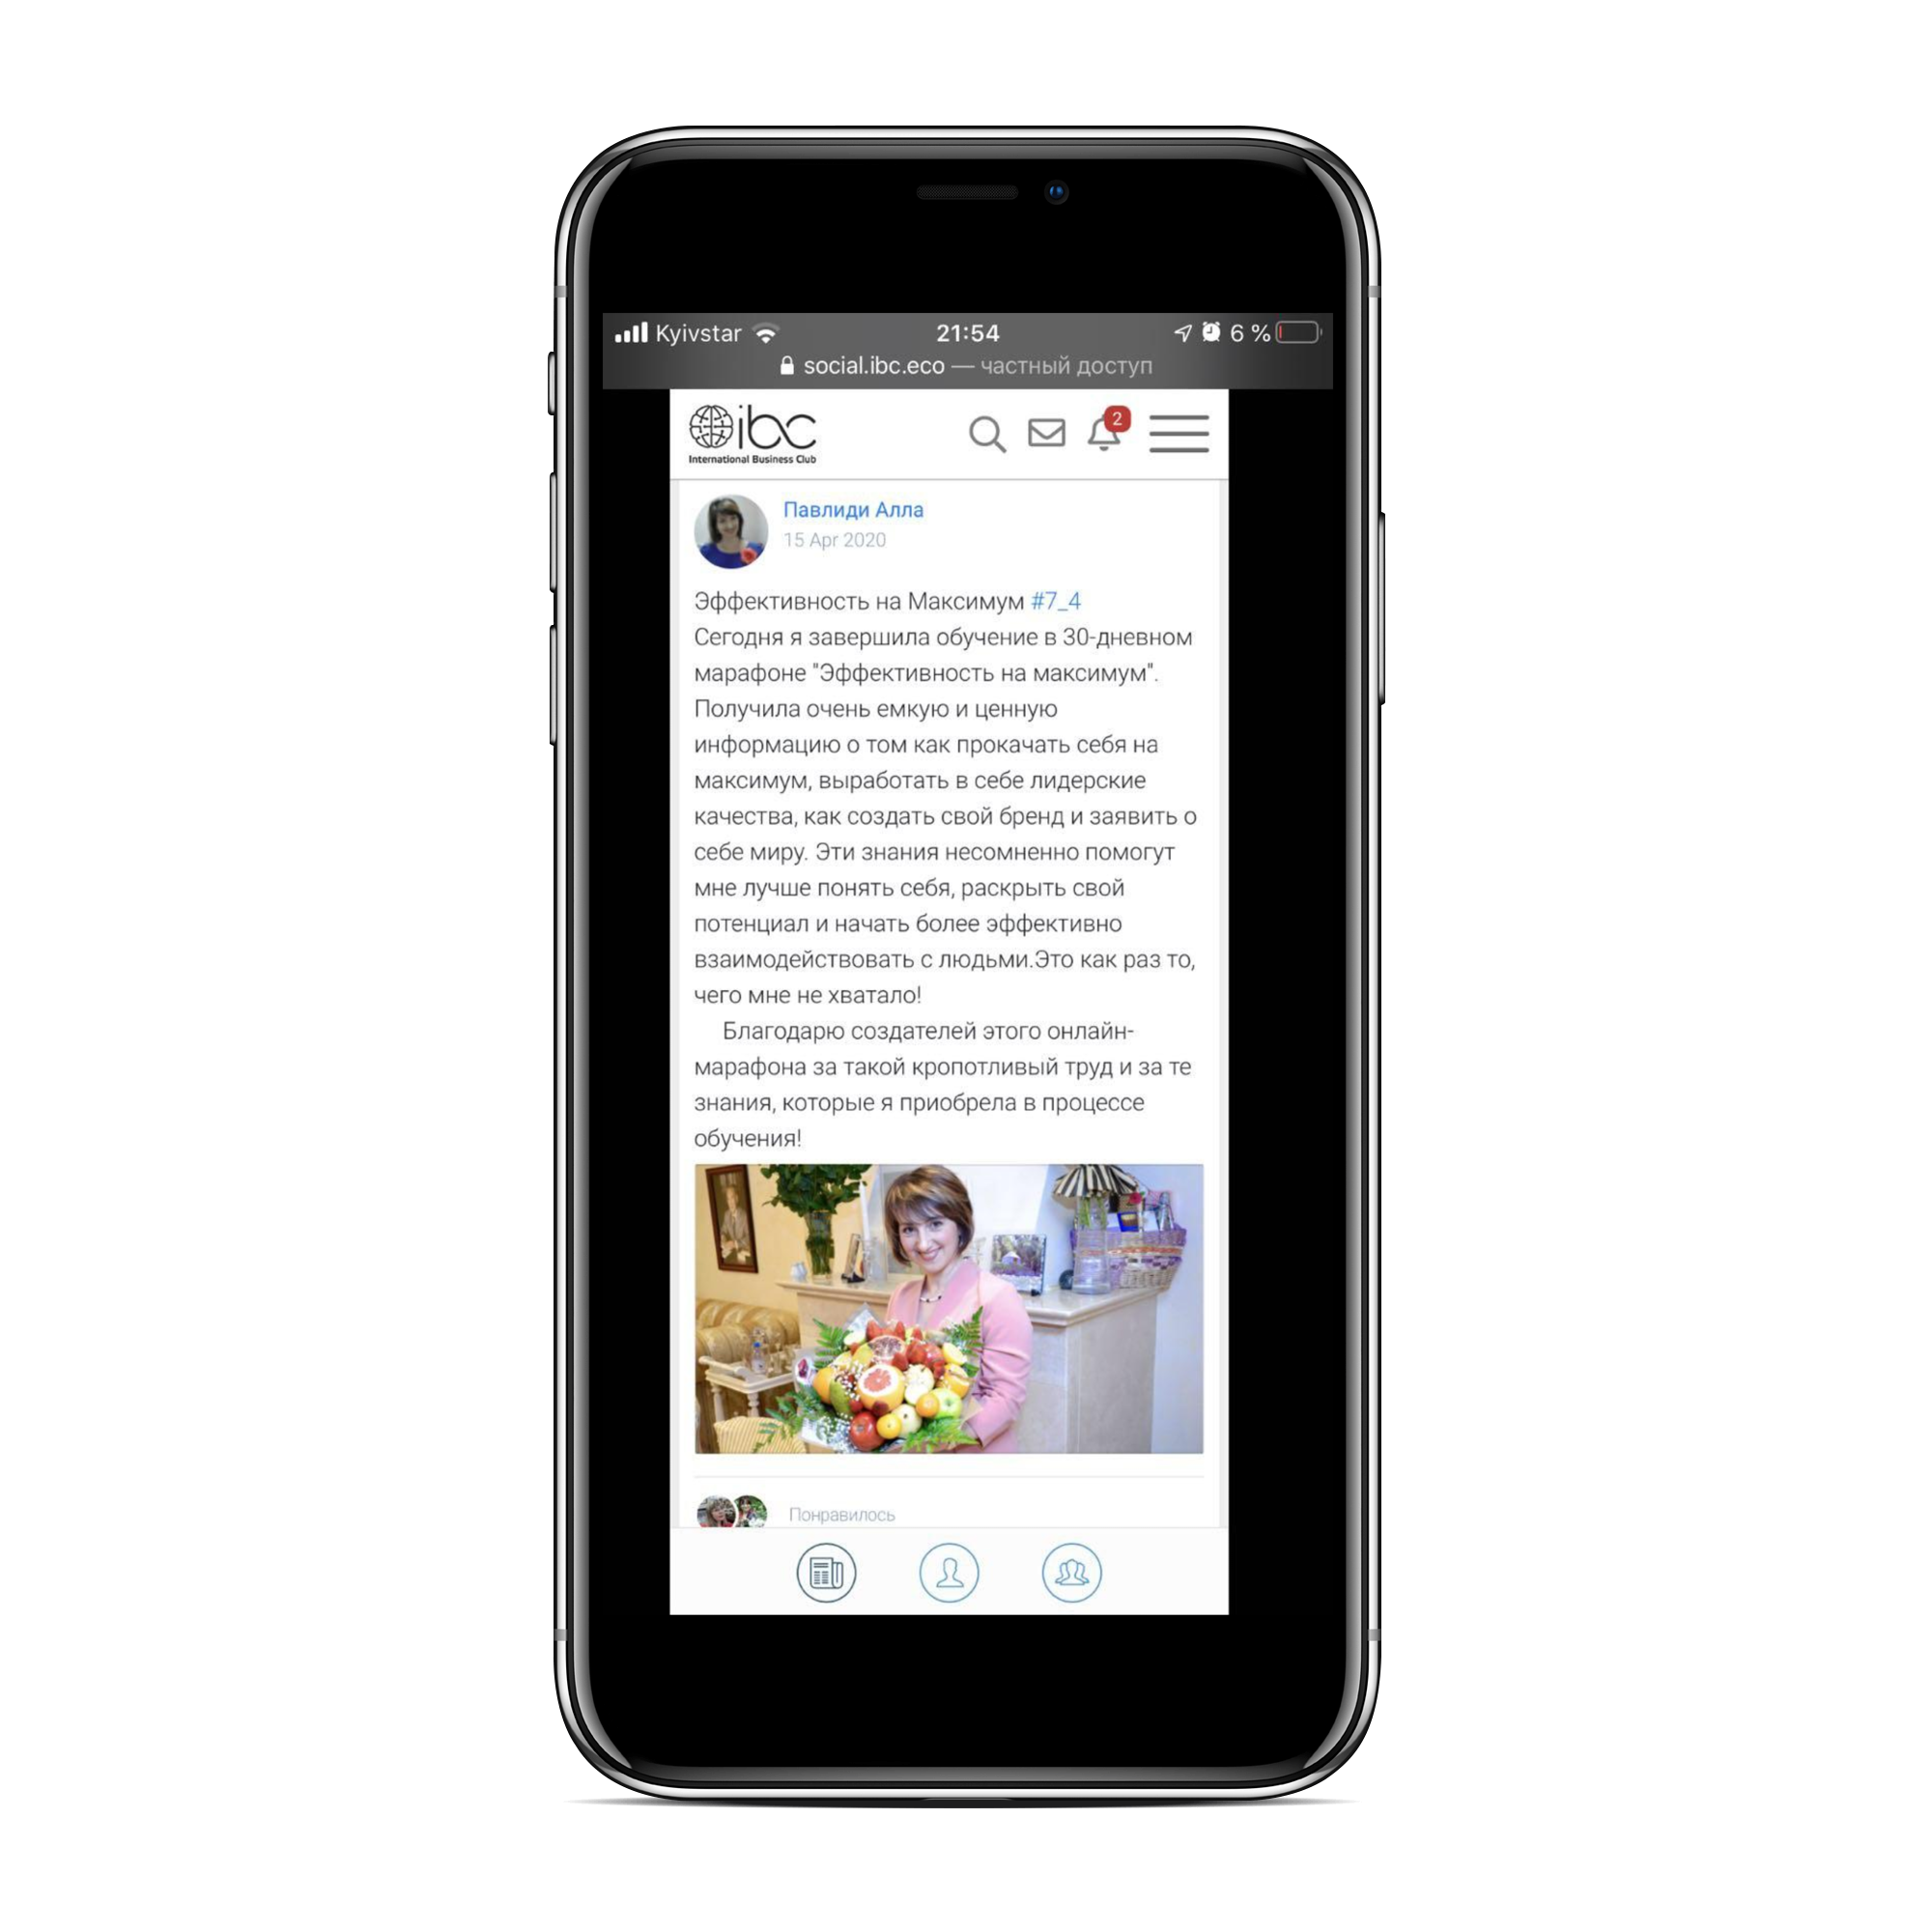 Kyivstar 21:54 6 %
social.ibc.eco — частный доступ
ibc 2
International Business Club
Павлиди Алла
15 Apr 2020
Эффективность на Максимум #7_4
Сегодня я завершила обучение в 30-дневном
марафоне "Эффективность на максимум".
Получила очень емкую и ценную
информацию о том как прокачать себя на
максимум, выработать в себе лидерские
качества, как создать свой бренд и заявить о
себе миру. Эти знания несомненно помогут
мне лучше понять себя, раскрыть свой
потенциал и начать более эффективно
взаимодействовать с людьми.Это как раз то,
чего мне не хватало!
Благодарю создателей этого онлайн-
марафона за такой кропотливый труд и за те
знания, которые я приобрела в процессе
обучения!
Понравилось